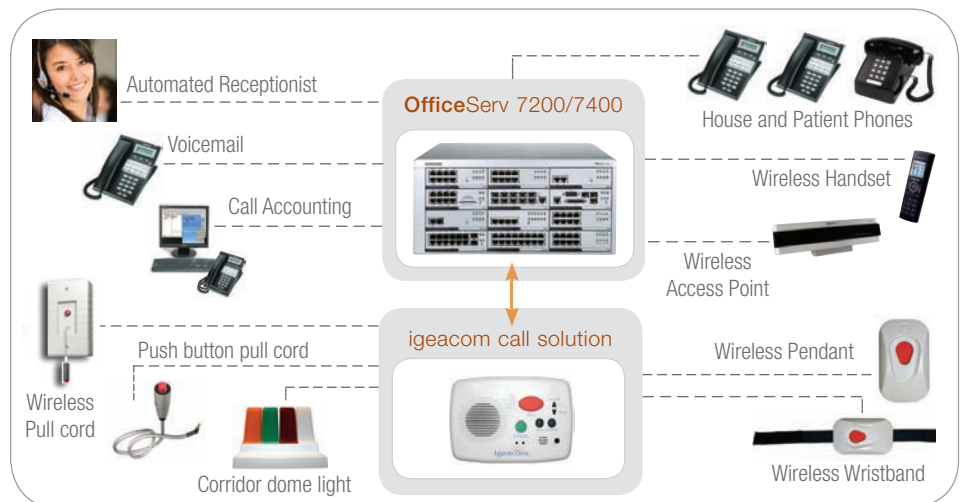 Automated Receptionist
OfficeServ 7200/7400
House and Patient Phones
Voicemail
Wireless Handset
Call Accounting
Wireless
Access Point
igeacom call solution
Push button pull cord
Wireless Pendant
Wireless
Pull cord
igeacom
Corridor dome light
Wireless Wristband